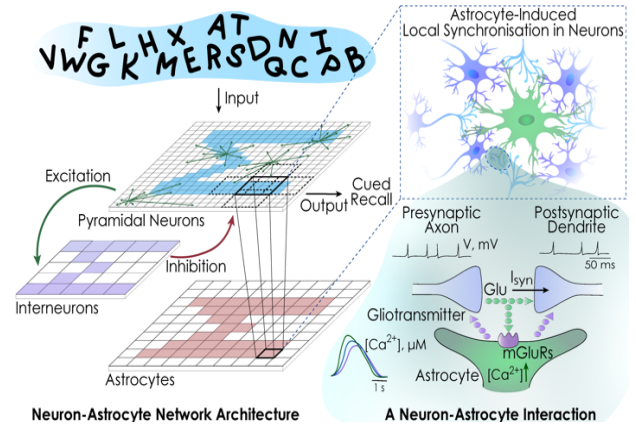 V W F G L K H X M E A R T S D Q N C I P B
Input
Excitation
Pyramidal Neurons
Output
Cued
Recall
Inhibition
Interneurons
Astrocytes
Neuron-Astrocyte Network Architecture
Astrocyte-Induced
Local Synchronisation in Neurons
Presynaptic
Axon
Postsynaptic
Dendrite
V, mV
50 ms
Glu
Isyn
Gliotransmitter
[Ca²⁺], μM
mGluRs
1 s
Astrocyte
[Ca²⁺]
A Neuron-Astrocyte Interaction